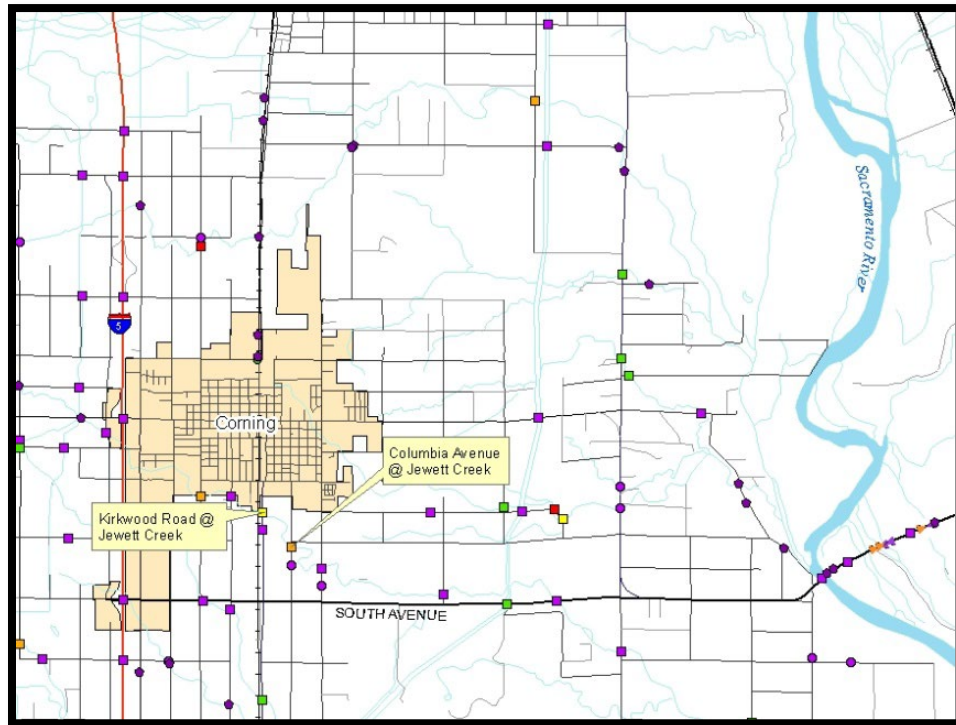 Sacramento River
5
Corning
Columbia Avenue
@ Jewett Creek
Kirkwood Road @
Jewett Creek
SOUTH AVENUE